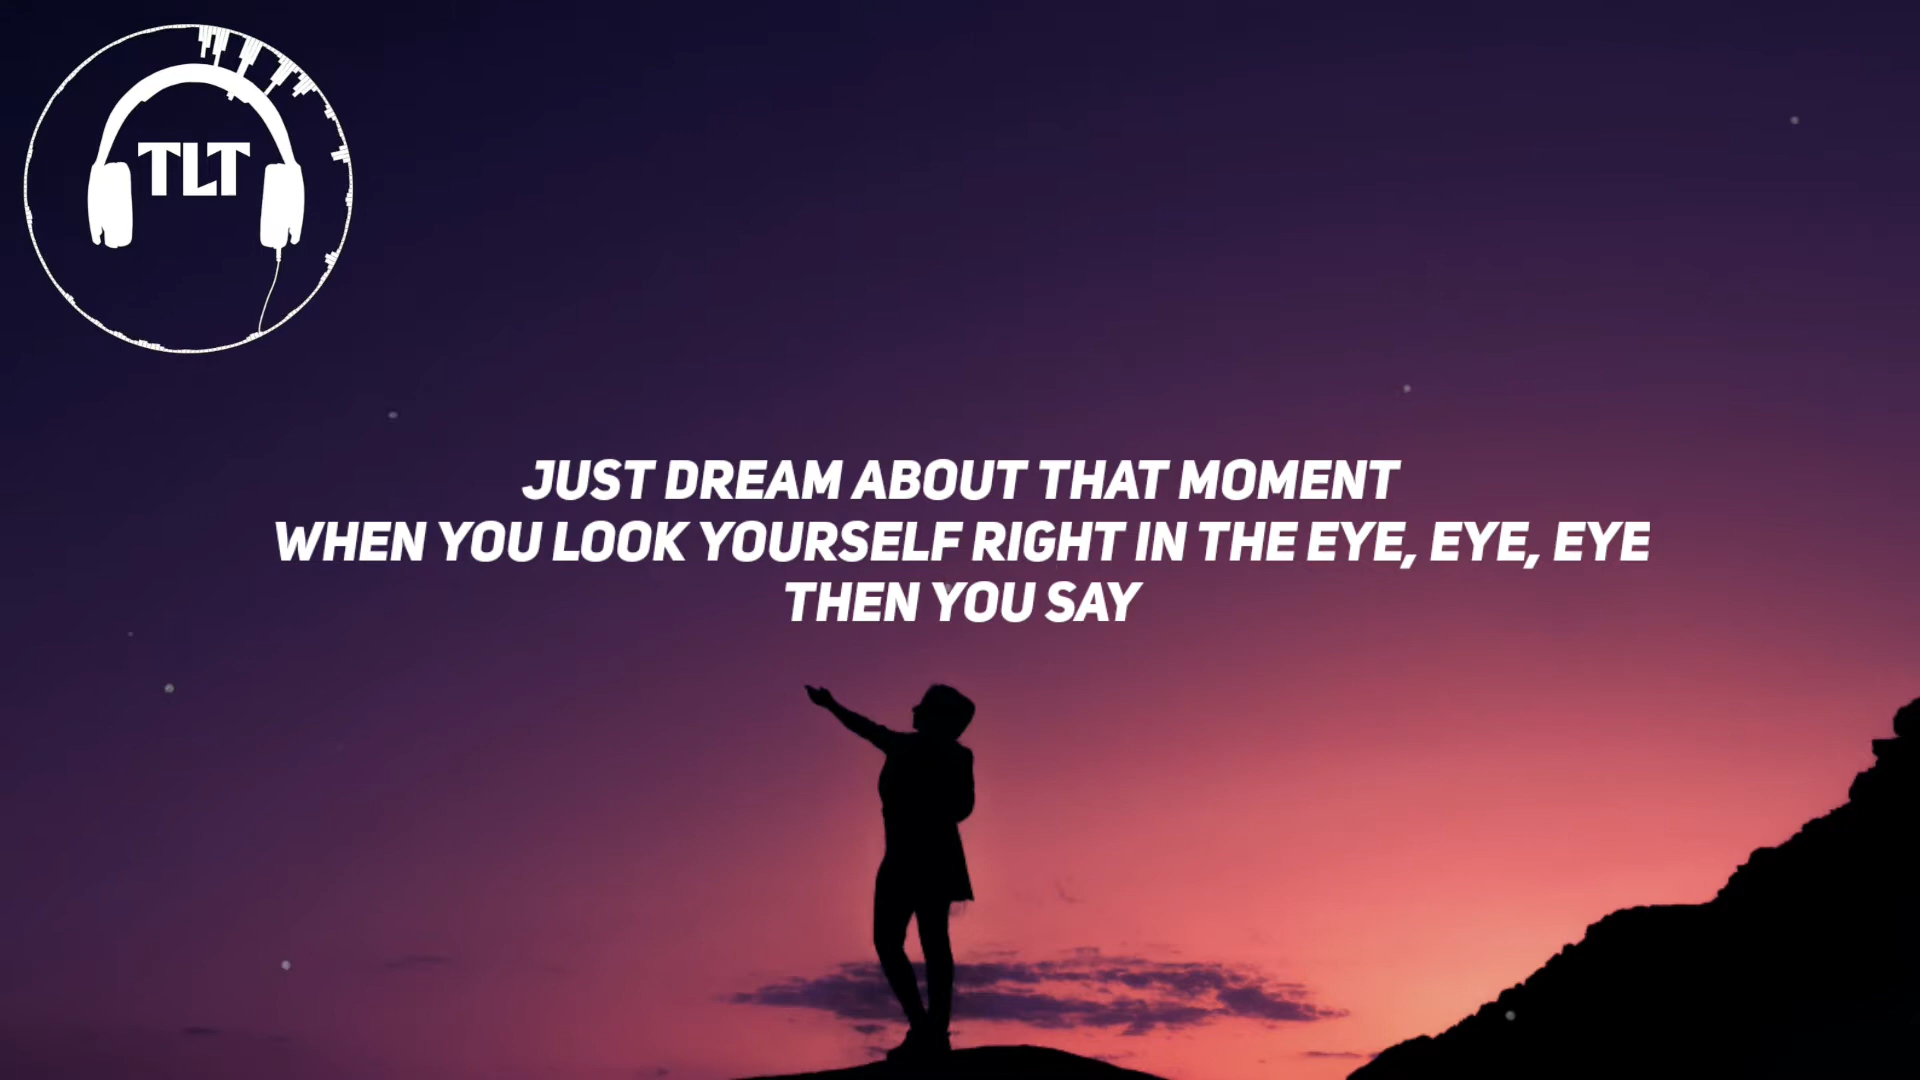 TLT
JUST DREAM ABOUT THAT MOMENT
WHEN YOU LOOK YOURSELF RIGHT IN THE EYE, EYE, EYE
THEN YOU SAY